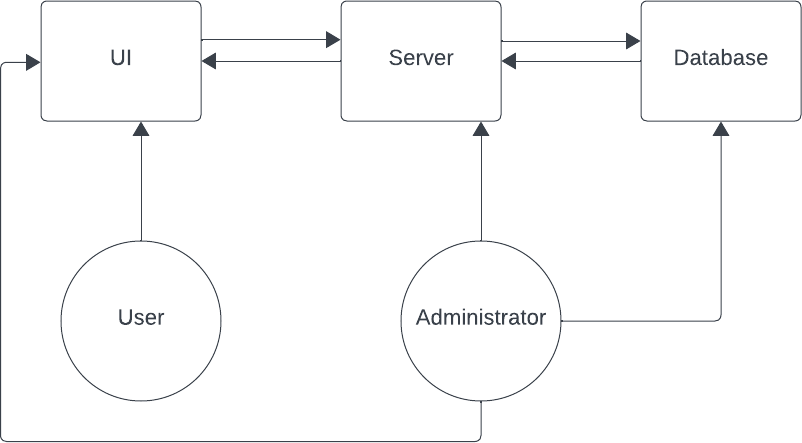 UI
Server
Database
User
Administrator